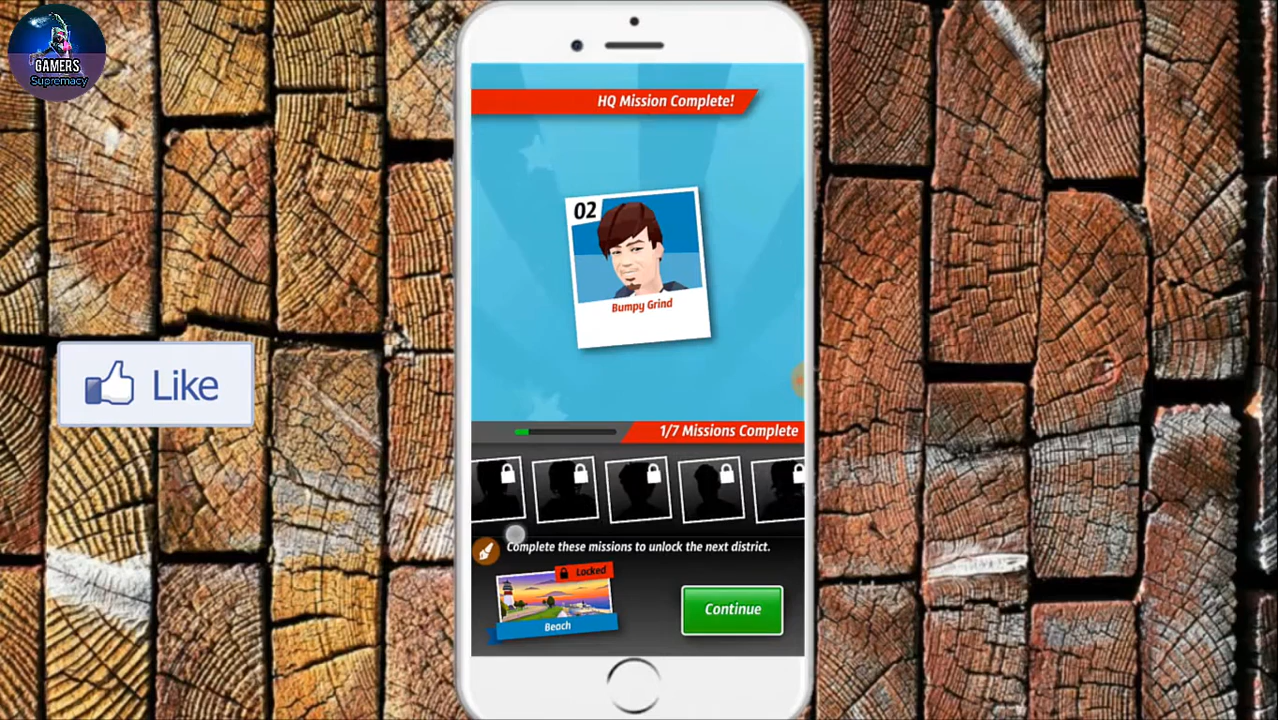 GAMERS
Supremacy
HQ Mission Complete!
02
Bumpy Grind
Like
1/7 Missions Complete
Complete these missions to unlock the next district.
Locked
Beach
Continue